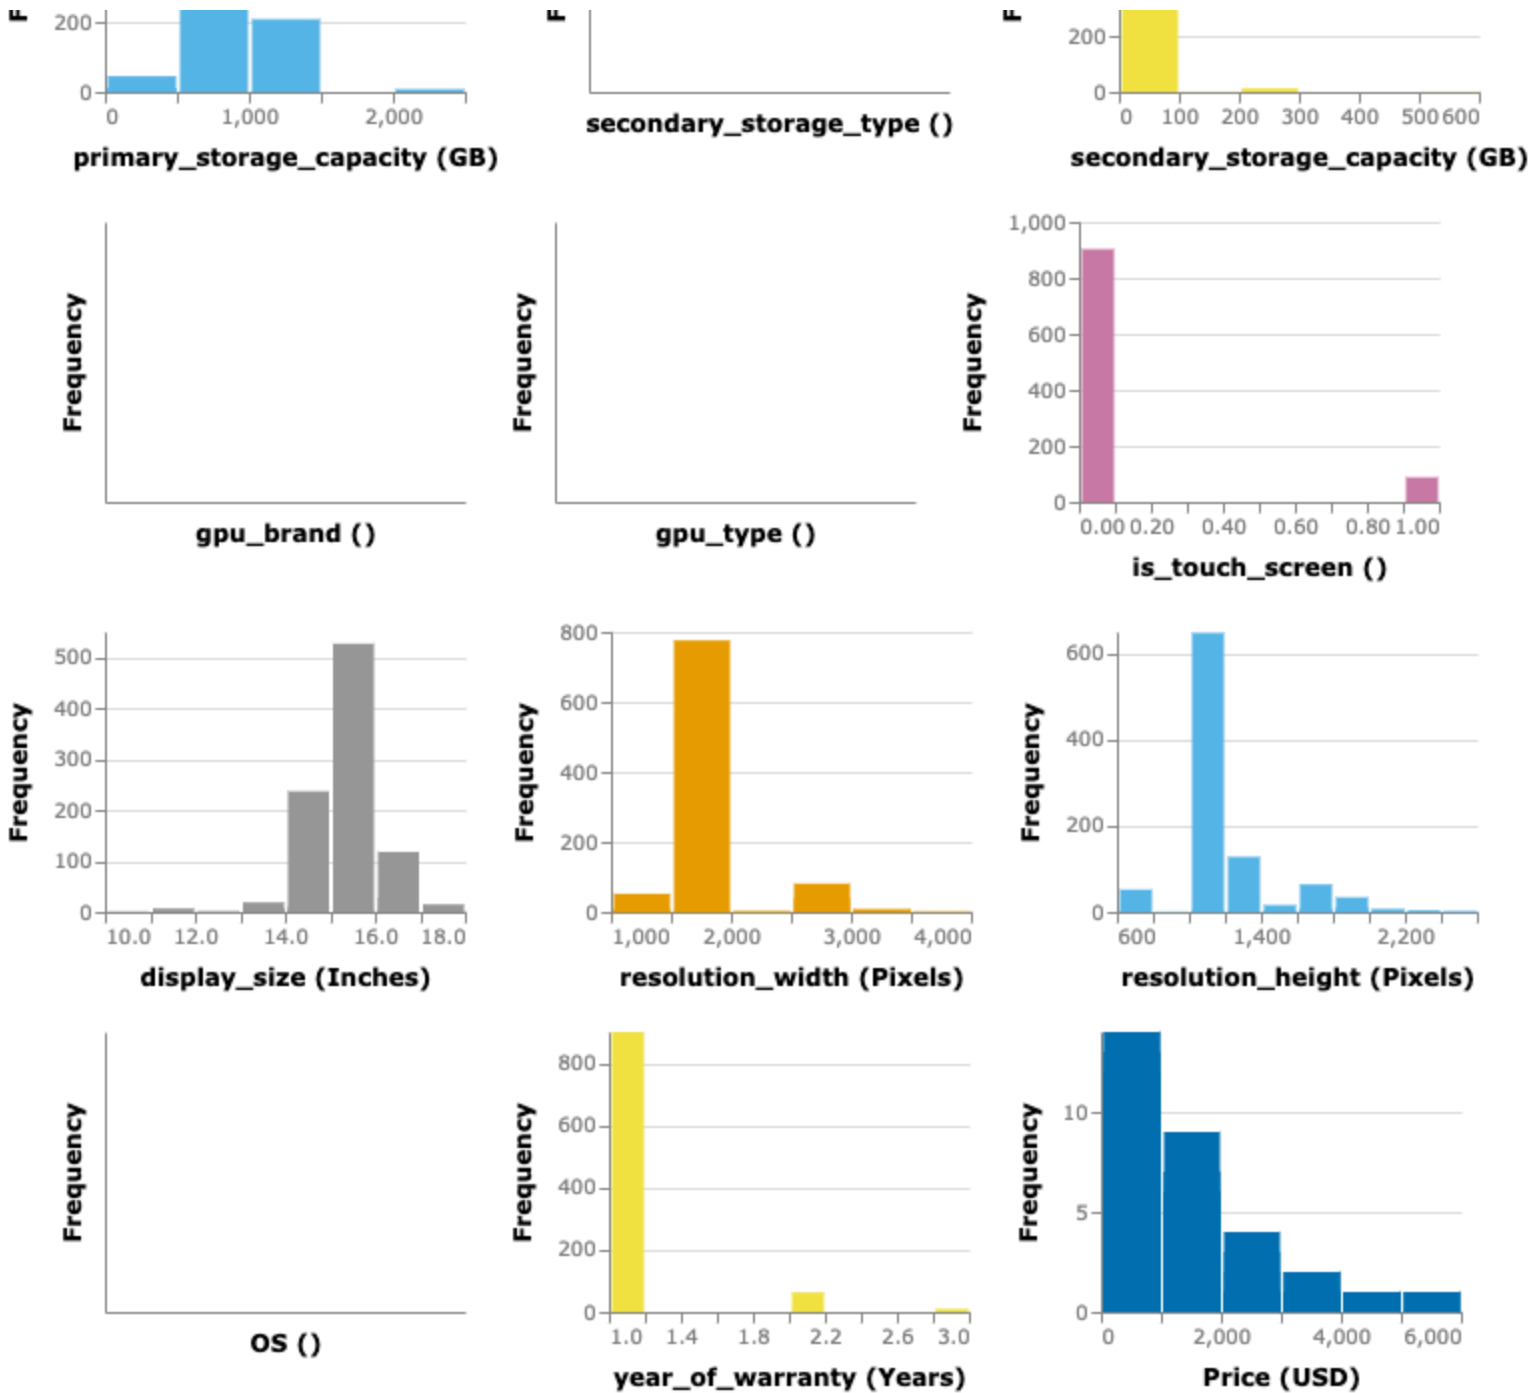 F
200
0
0 1,000 2,000
primary_storage_capacity (GB)
F
secondary_storage_type ()
F
200
0
0 100 200 300 400 500 600
secondary_storage_capacity (GB)
Frequency
gpu_brand ()
Frequency
gpu_type ()
Frequency
1,000
800
600
400
200
0
0.00 0.20 0.40 0.60 0.80 1.00
is_touch_screen ()
Frequency
500
400
300
200
100
0
10.0 12.0 14.0 16.0 18.0
display_size (Inches)
Frequency
800
600
400
200
0
1,000 2,000 3,000 4,000
resolution_width (Pixels)
Frequency
600
400
200
0
600 1,400 2,200
resolution_height (Pixels)
Frequency
OS ()
Frequency
800
600
400
200
0
1.0 1.4 1.8 2.2 2.6 3.0
year_of_warranty (Years)
Frequency
10
5
0
0 2,000 4,000 6,000
Price (USD)